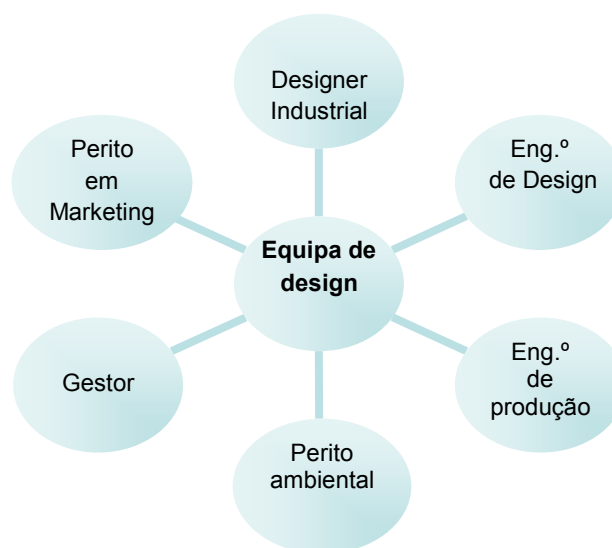 Designer
Industrial
Perito
em
Marketing
Eng.º
de Design
Equipa de
design
Gestor
Eng.º
de
produção
Perito
ambiental